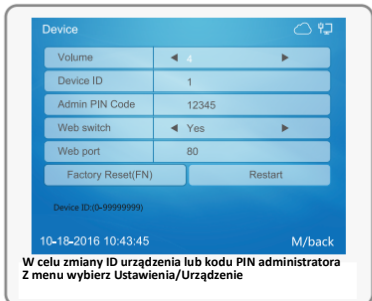 Device
Volume 4
Device ID 1
Admin PIN Code 12345
Web switch Yes
Web port 80
Factory Reset(FN) Restart
Device ID:(0-99999999)
10-18-2016 10:43:45 M/back
W celu zmiany ID urządzenia lub kodu PIN administratora
Z menu wybierz Ustawienia/Urządzenie